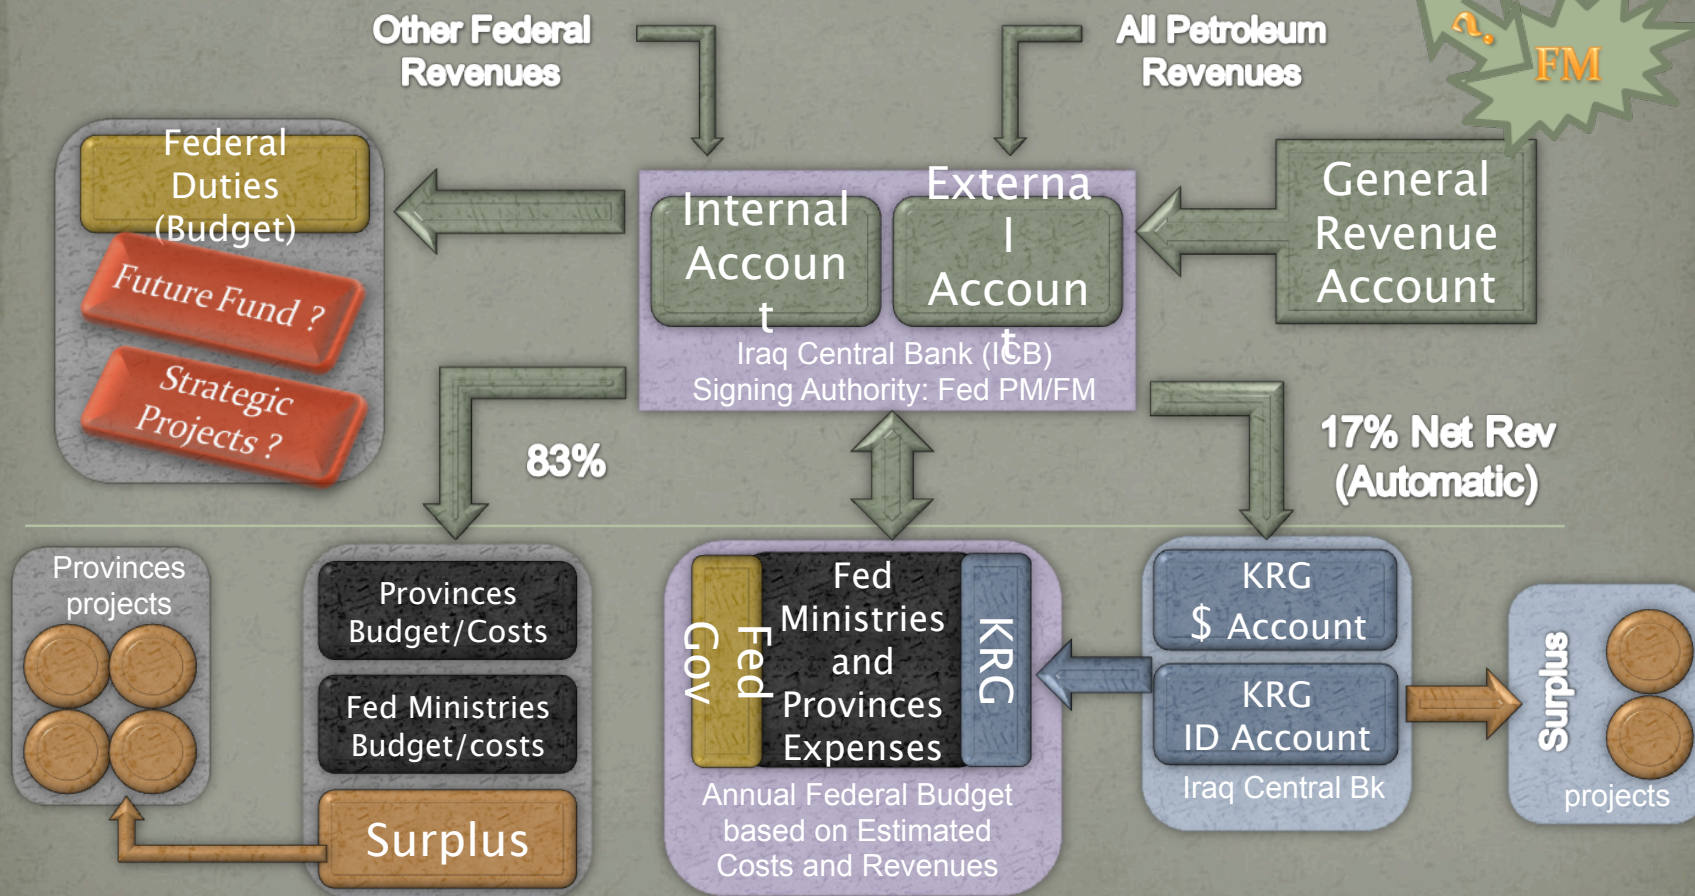 Other Federal
Revenues
All Petroleum
Revenues
?
FM
Federal
Duties
(Budget)
Future Fund ?
Strategic
Projects ?
Internal
Accoun
t
Externa
l
Accoun
t
Iraq Central Bank (ICB)
Signing Authority: Fed PM/FM
General
Revenue
Account
83%
17% Net Rev
(Automatic)
Provinces
projects
Provinces
Budget/Costs
Fed Ministries
Budget/costs
Surplus
Fed
Gov
Fed
Ministries
and
Provinces
Expenses
KRG
Annual Federal Budget
based on Estimated
Costs and Revenues
KRG
$ Account
KRG
ID Account
Iraq Central Bk
Surplus
projects